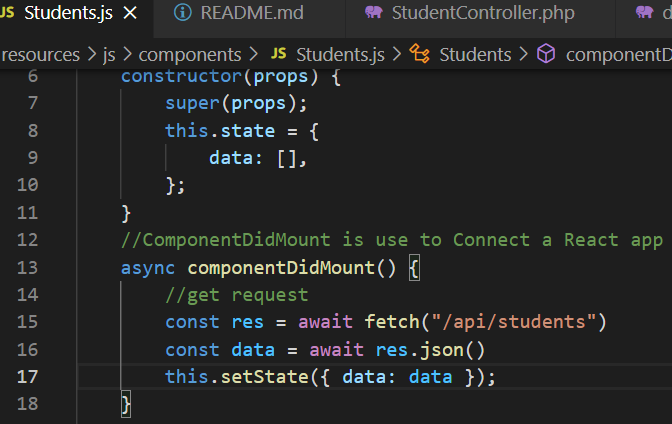 JS Students.js × README.md StudentController.php d
resources > js > components > JS Students.js > Students > componentD
6 constructor(props) {
7 super(props);
8 this.state = {
9 data: [],
10 };
11 }
12 //ComponentDidMount is use to Connect a React app
13 async componentDidMount() {
14 //get request
15 const res = await fetch("/api/students")
16 const data = await res.json()
17 this.setState({ data: data });
18 }